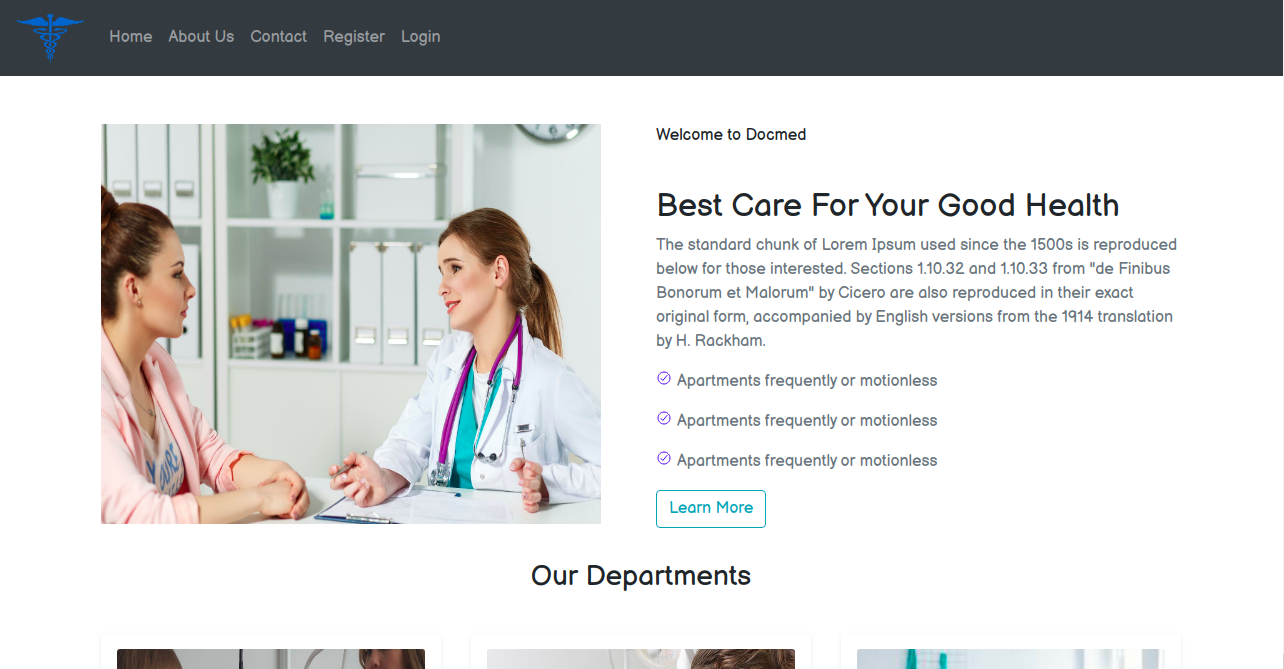 Home About Us Contact Register Login
Welcome to Docmed
Best Care For Your Good Health
The standard chunk of Lorem Ipsum used since the 1500s is reproduced
below for those interested. Sections 1.10.32 and 1.10.33 from "de Finibus
Bonorum et Malorum" by Cicero are also reproduced in their exact
original form, accompanied by English versions from the 1914 translation
by H. Rackham.
Apartments frequently or motionless
Apartments frequently or motionless
Apartments frequently or motionless
Learn More
Our Departments